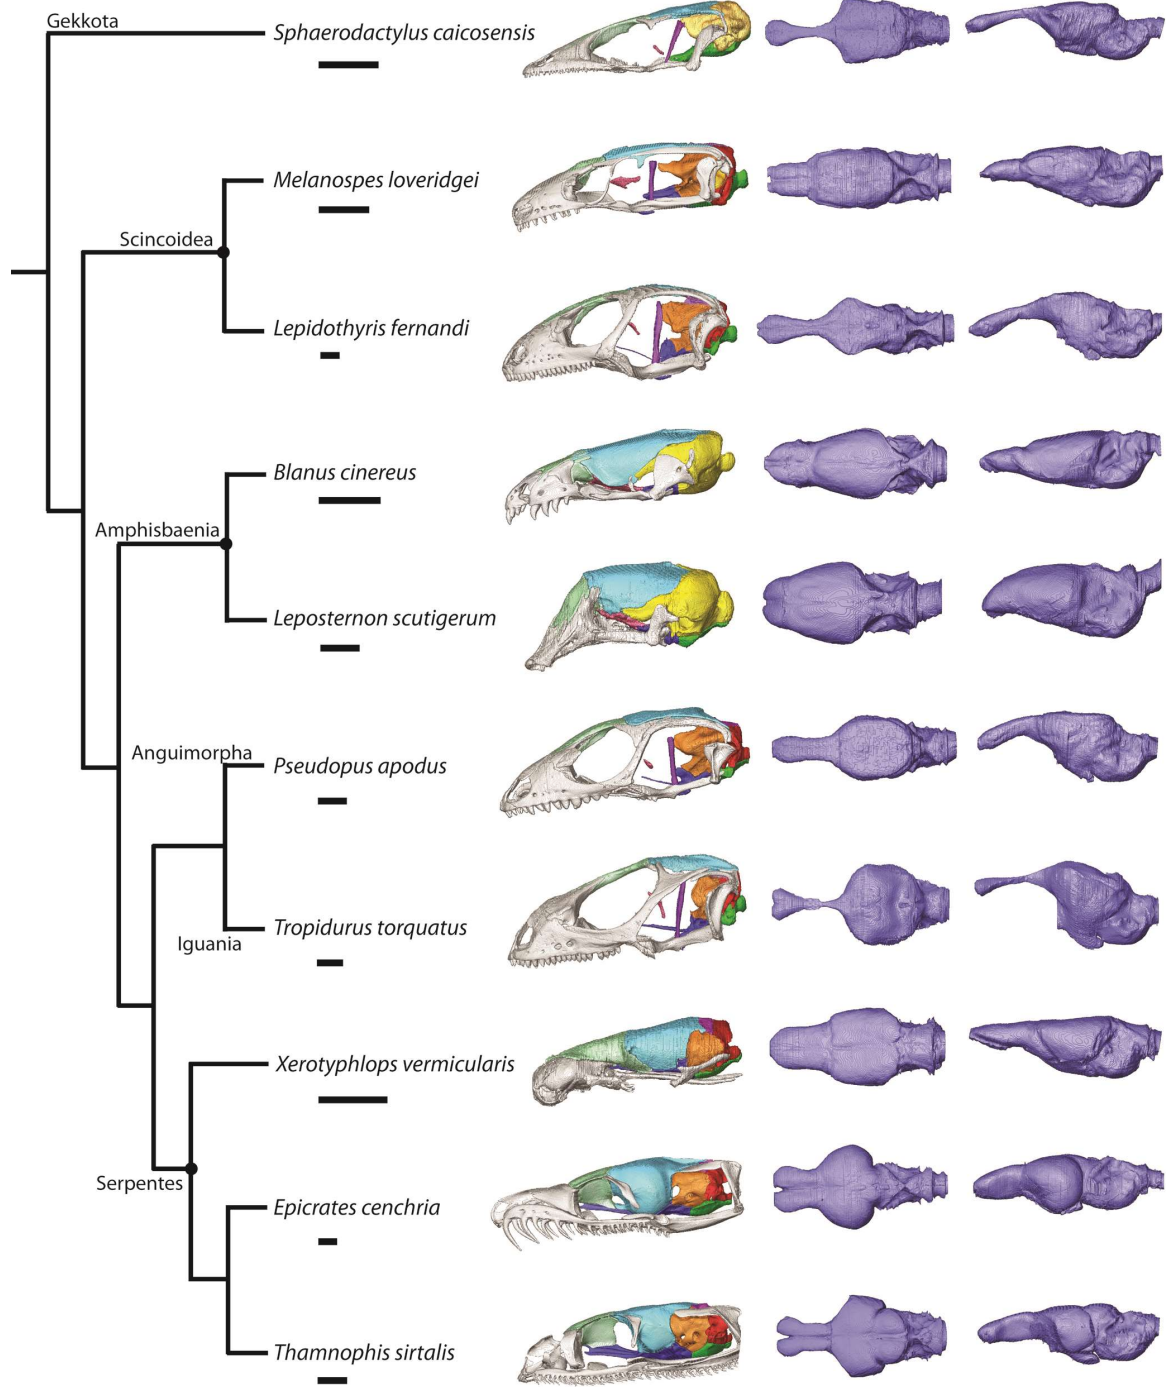 Gekkota
Sphaerodactylus caicosensis
Melanospes loveridgei
Scincoidea
Lepidothyris fernandi
Blanus cinereus
Amphisbaenia
Leposternon scutigerum
Anguimorpha
Pseudopus apodus
Tropidurus torquatus
Iguania
Xerotyphlops vermicularis
Serpentes
Epicrates cenchria
Thamnophis sirtalis